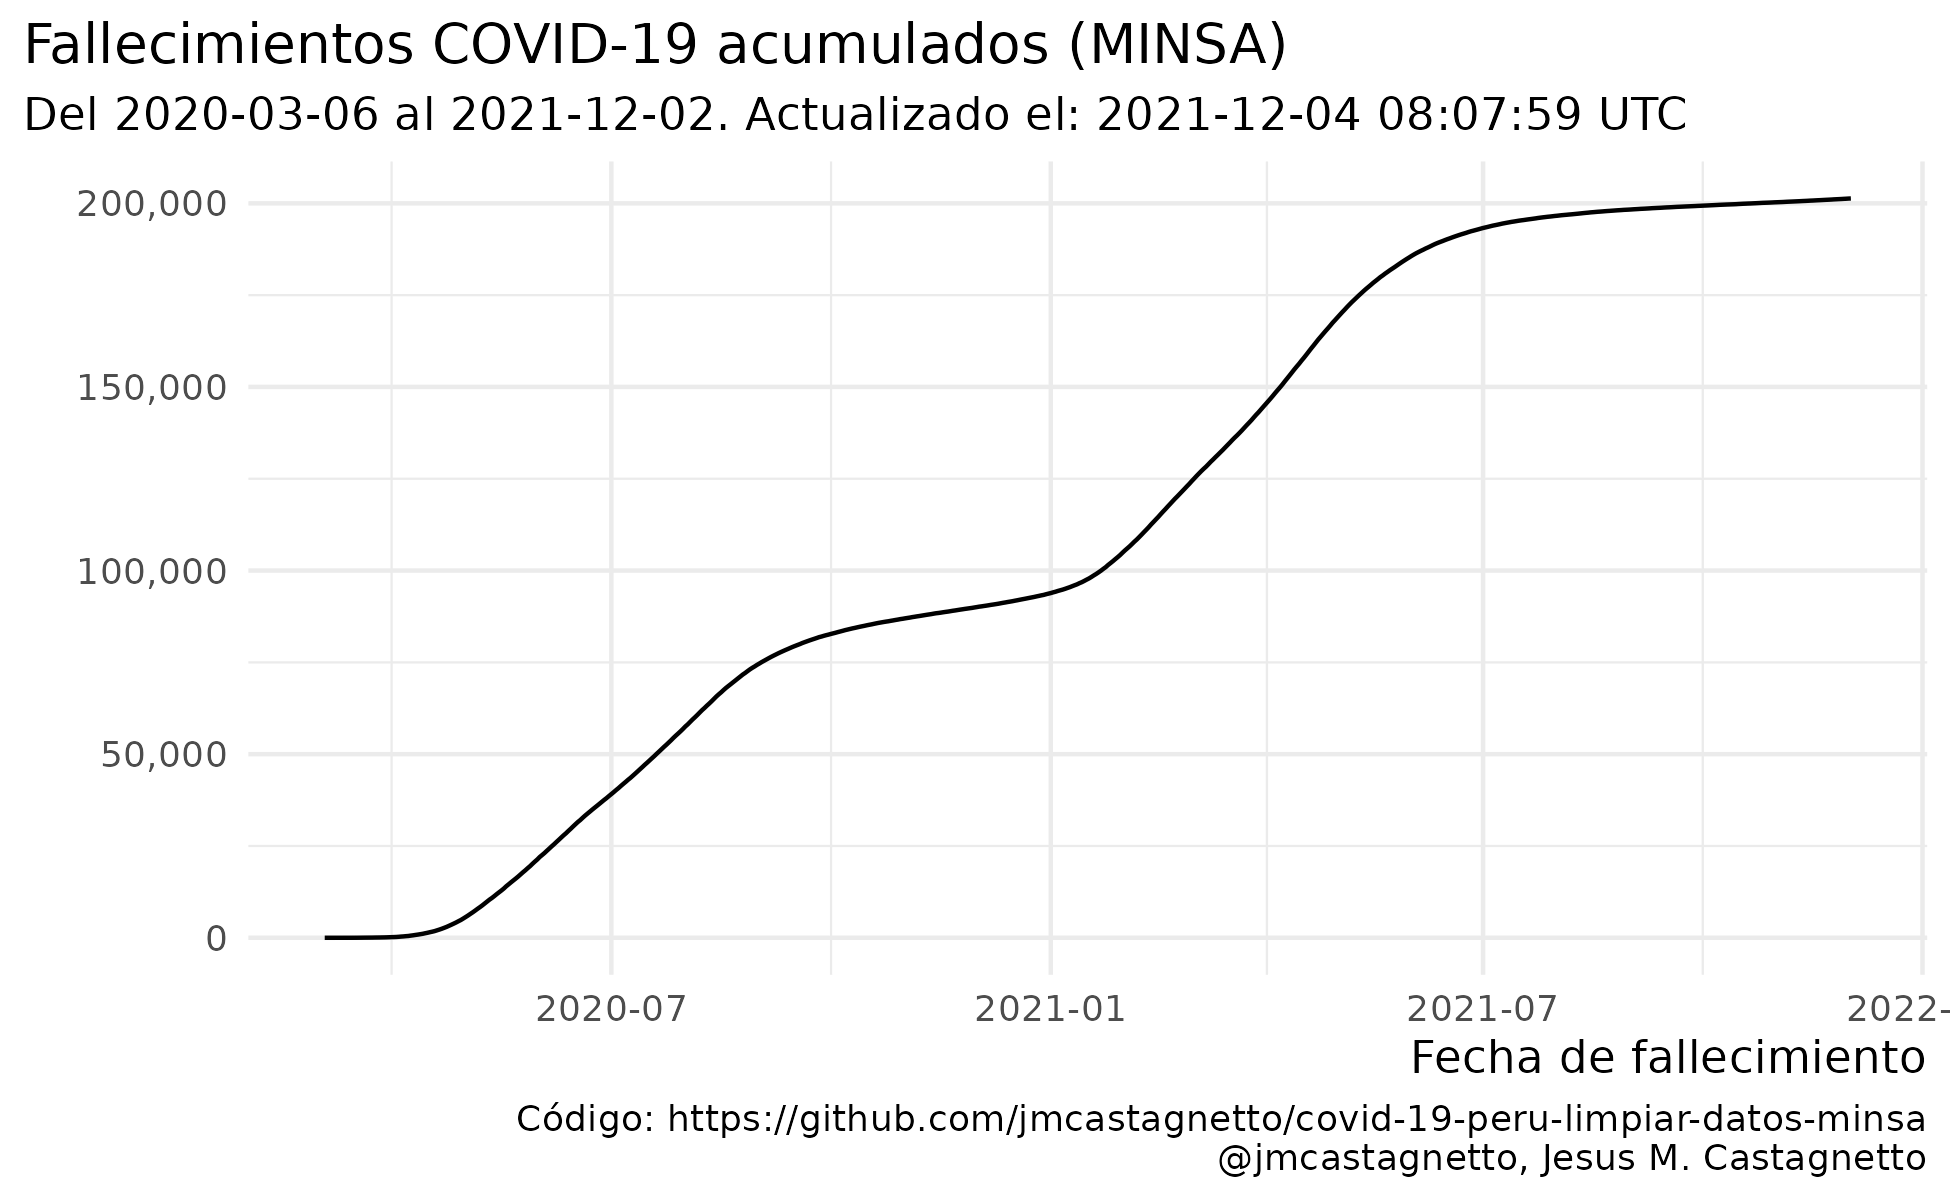 Fallecimientos COVID-19 acumulados (MINSA)
Del 2020-03-06 al 2021-12-02. Actualizado el: 2021-12-04 08:07:59 UTC
200,000
150,000
100,000
50,000
0
2020-07 2021-01 2021-07 2022-
Fecha de fallecimiento
Código: https://github.com/jmcastagnetto/covid-19-peru-limpiar-datos-minsa
@jmcastagnetto, Jesus M. Castagnetto